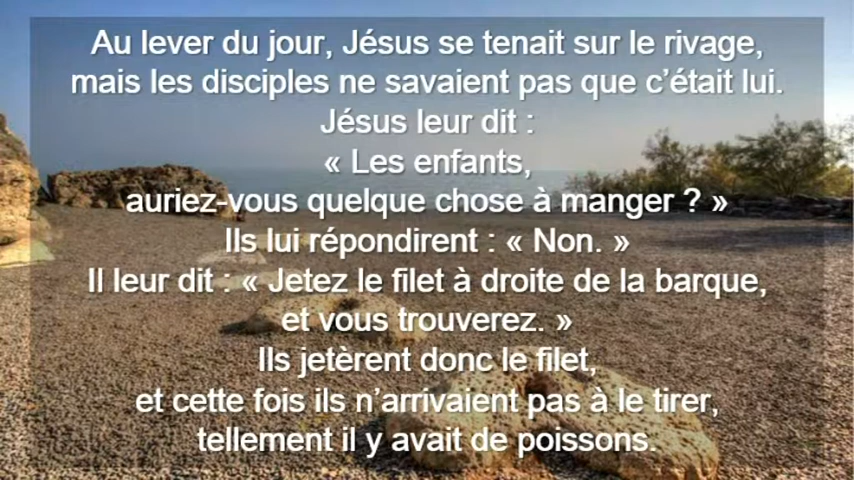 Au lever du jour, Jésus se tenait sur le rivage,
mais les disciples ne savaient pas que c’était lui.
Jésus leur dit :
« Les enfants,
auriez-vous quelque chose à manger ? »
Ils lui répondirent : « Non. »
Il leur dit : « Jetez le filet à droite de la barque,
et vous trouverez. »
Ils jetèrent donc le filet,
et cette fois ils n’arrivaient pas à le tirer,
tellement il y avait de poissons.